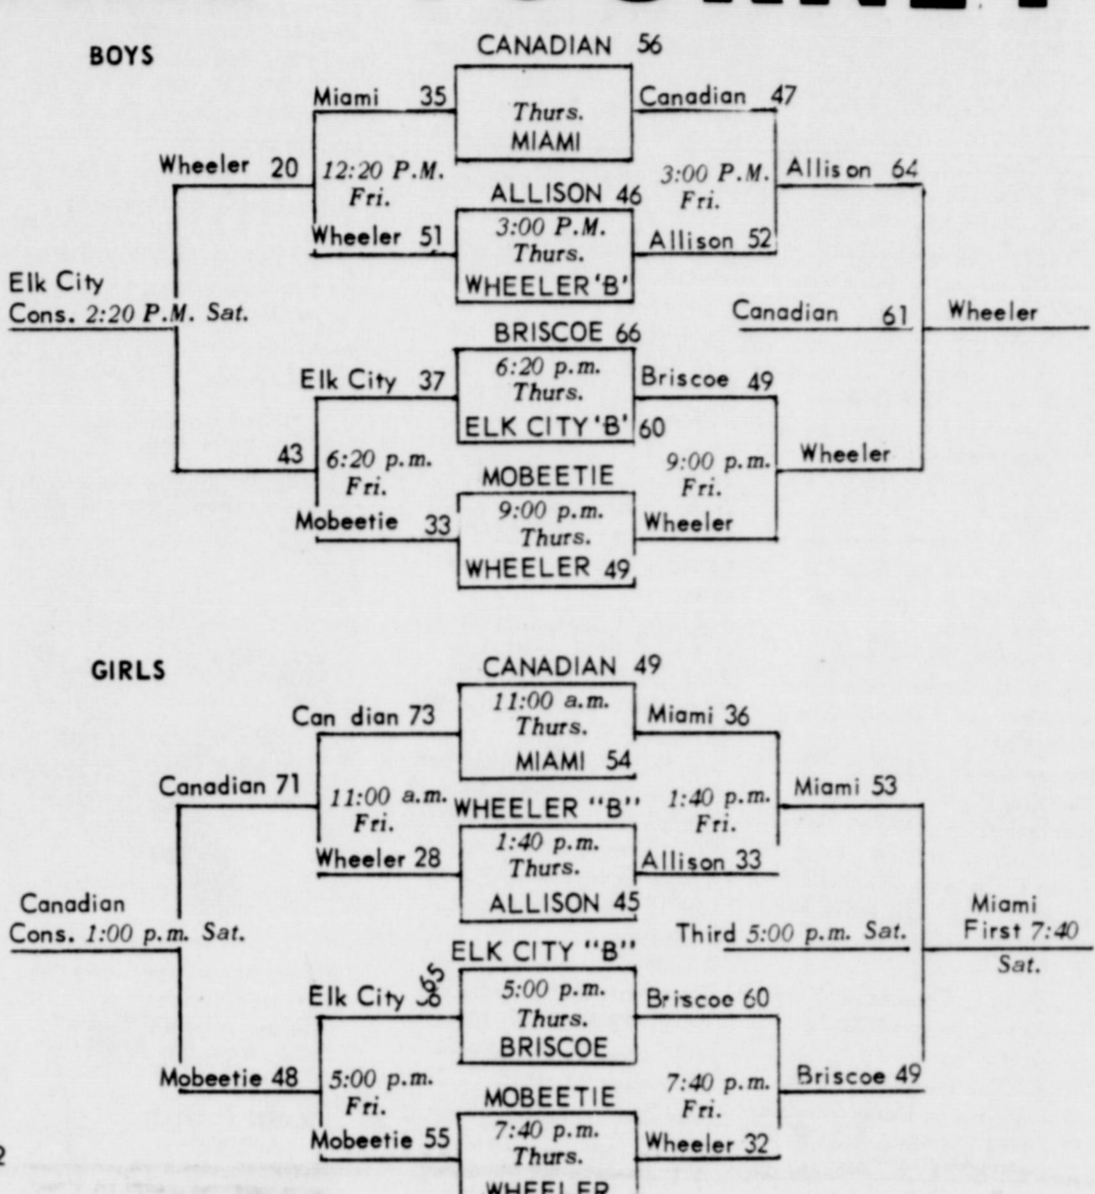 BOYS
CANADIAN 56
Miami 35
Thurs.
MIAMI
Canadian 47
Wheeler 20
12:20 P.M.
Fri.
ALLISON 46
3:00 P.M.
Fri.
Allison 64
Wheeler 51
3:00 P.M.
Thurs.
WHEELER 'B'
Allison 52
Elk City
Cons. 2:20 P.M. Sat.
Canadian 61
Wheeler
BRISCOE 66
Elk City 37
6:20 p.m.
Thurs.
ELK CITY 'B' 60
Briscoe 49
43
6:20 p.m.
Fri.
MOBEETIE
9:00 p.m.
Fri.
Wheeler
Mobeetie 33
9:00 p.m.
Thurs.
WHEELER 49
Wheeler
GIRLS
CANADIAN 49
Can dian 73
11:00 a.m.
Thurs.
MIAMI 54
Miami 36
Canadian 71
11:00 a.m.
Fri.
WHEELER "B"
1:40 p.m.
Fri.
Miami 53
Wheeler 28
1:40 p.m.
Thurs.
ALLISON 45
Allison 33
Canadian
Cons. 1:00 p.m. Sat.
Third 5:00 p.m. Sat.
Miami
First 7:40
Sat.
ELK CITY "B"
Elk City
5:00 p.m.
Thurs.
BRISCOE
Briscoe 60
Mobeetie 48
5:00 p.m.
Fri.
MOBEETIE
7:40 p.m.
Fri.
Briscoe 49
Mobeetie 55
7:40 p.m.
Thurs.
WHEELER
Wheeler 32
2